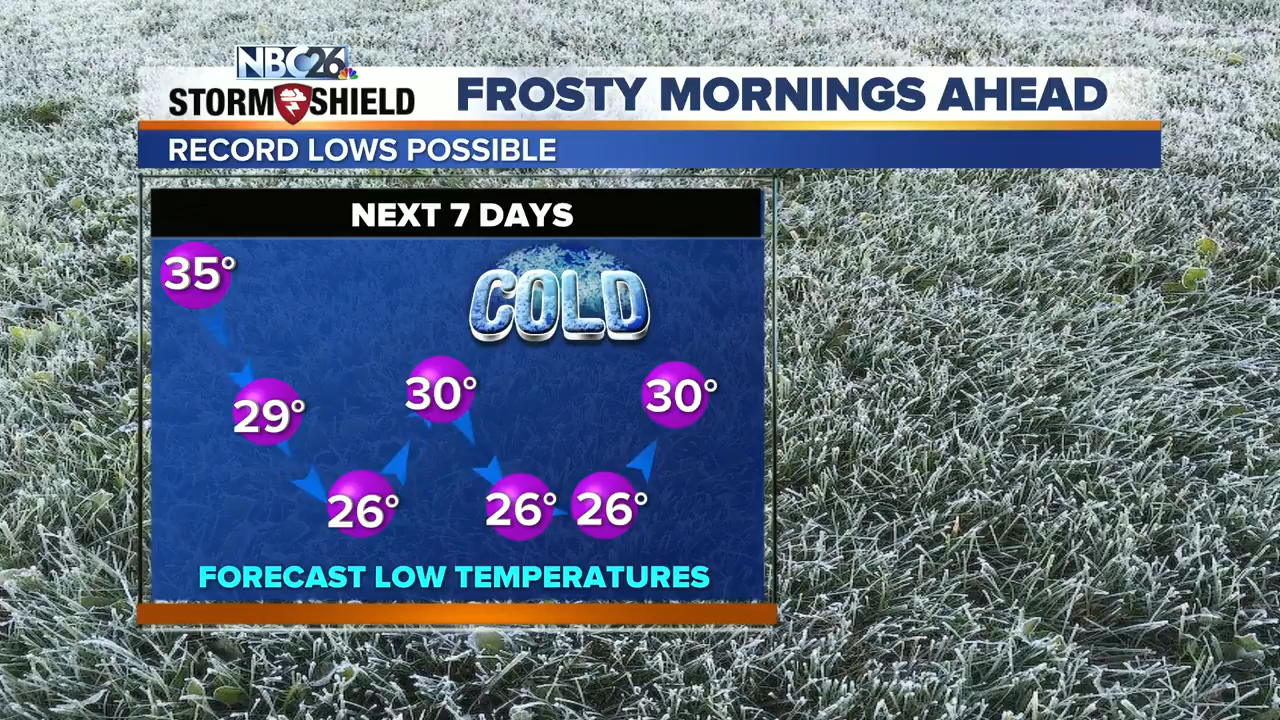 NBC26
STORM SHIELD
FROSTY MORNINGS AHEAD
RECORD LOWS POSSIBLE
NEXT 7 DAYS
COLD
35°
29°
26°
30°
26°
26°
30°
FORECAST LOW TEMPERATURES